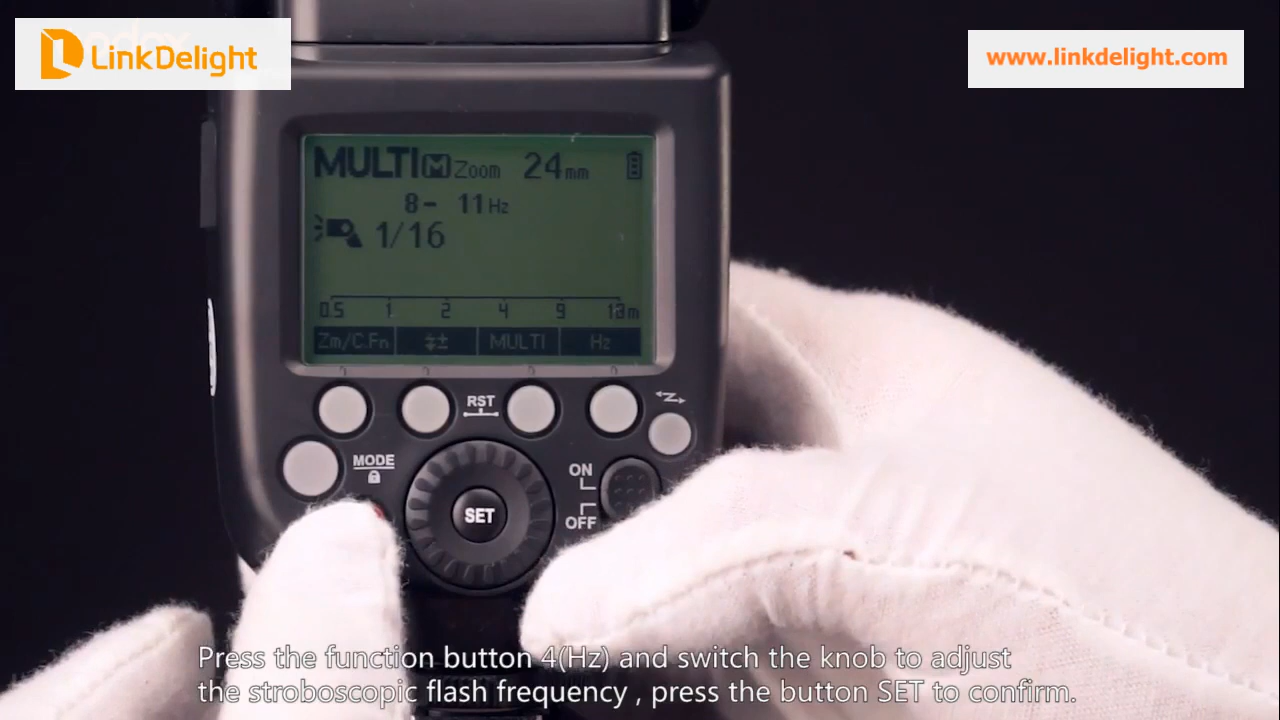 LinkDelight
www.linkdelight.com
MULTI M Zoom 24mm
8- 11Hz
1/16
0.5 1 2 4 9 18m
Zm/C.Fn MULTI Hz
RST
MODE
ON
SET
OFF
Press the function button 4(Hz) and switch the knob to adjust
the stroboscopic flash frequency , press the button SET to confirm.